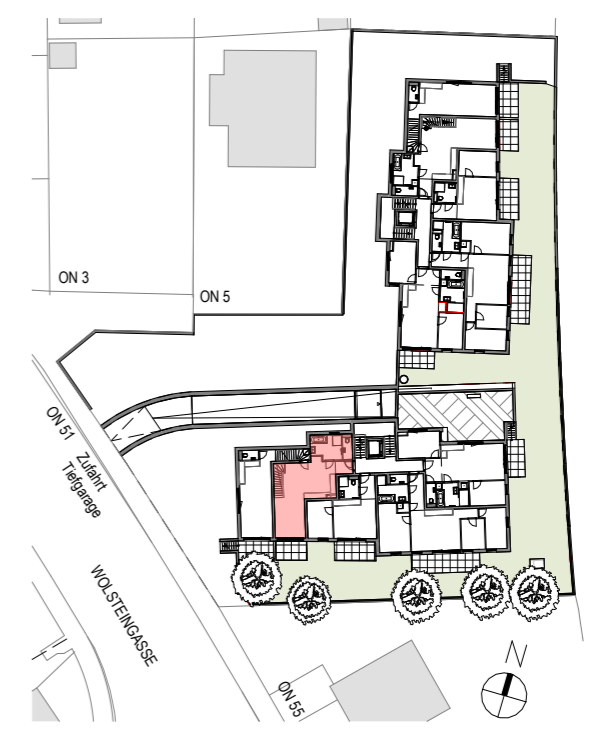 ON 3
ON 5
ON 51
Zufahrt
Tiefgarage
WOLSTEINGASSE
ON 55
N